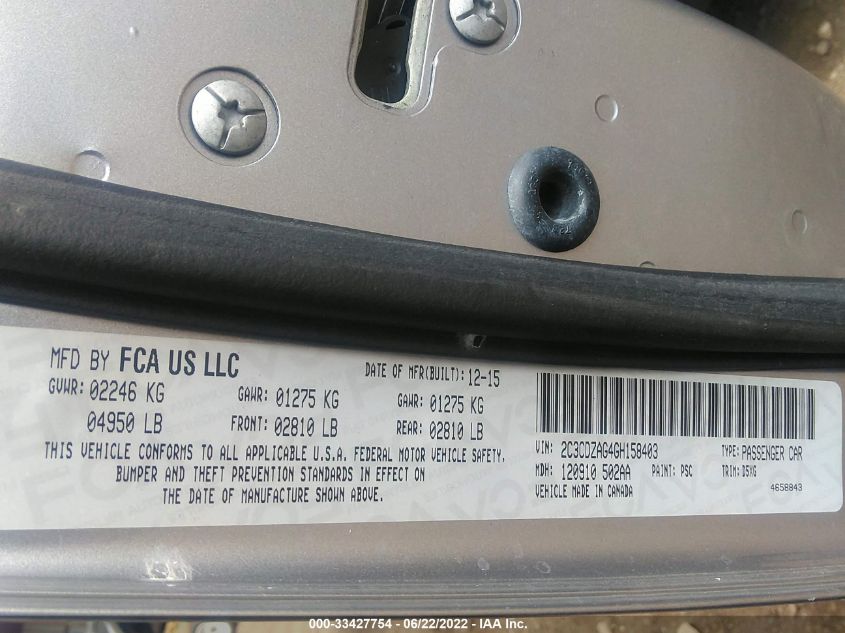 MFD BY FCA US LLC
DATE OF MFR(BUILT): 12-15
GVWR: 02246 KG
GAWR: 01275 KG
GAWR: 01275 KG
04950 LB
FRONT: 02810 LB
REAR: 02810 LB
THIS VEHICLE CONFORMS TO ALL APPLICABLE U.S.A. FEDERAL MOTOR VEHICLE SAFETY.
BUMPER AND THEFT PREVENTION STANDARDS IN EFFECT ON
THE DATE OF MANUFACTURE SHOWN ABOVE.
VIN: 2C3CDZAG4GH158403
TYPE: PASSENGER CAR
MDH: 120910 502AA
PAINT: PSC
TRIM: D5XG
VEHICLE MADE IN CANADA
4658843
000-33427754 - 06/22/2022 - IAA Inc.